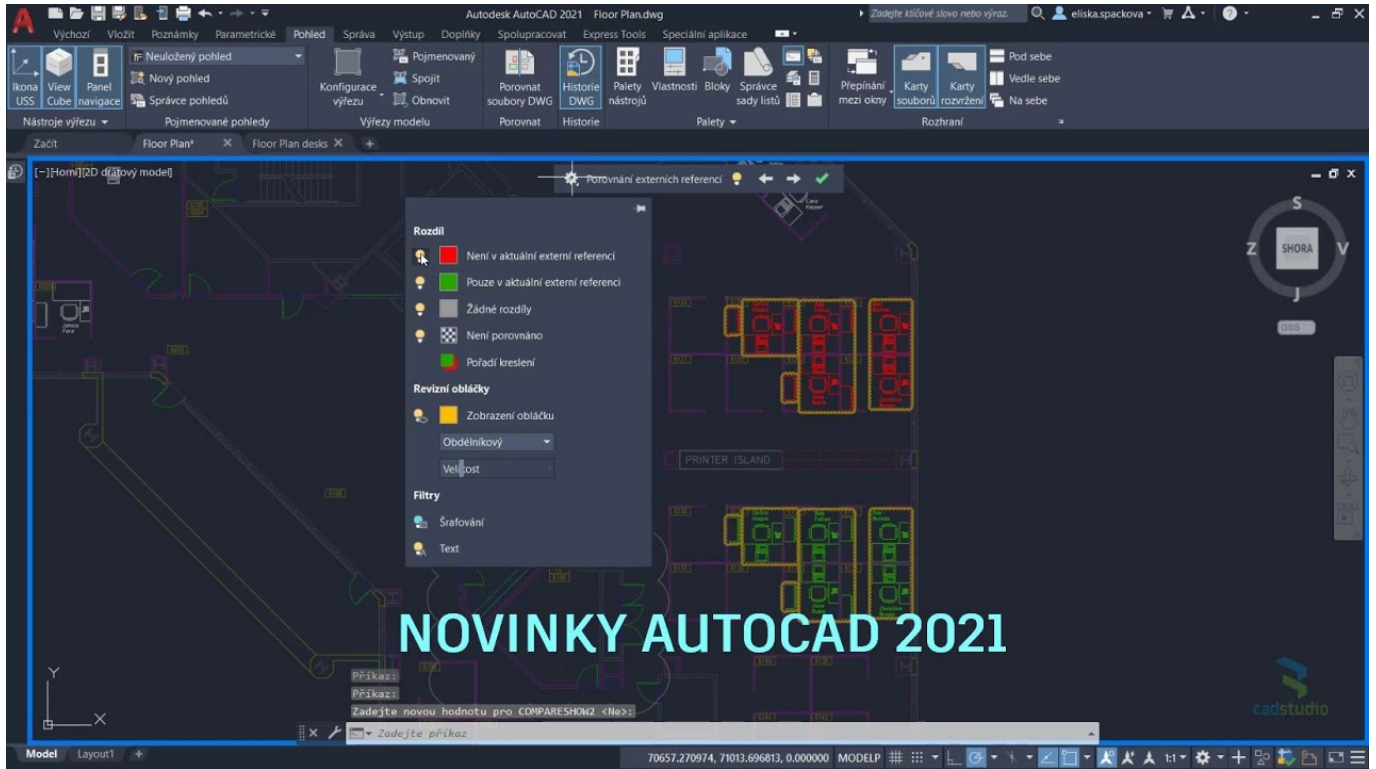 Autodesk AutoCAD 2021 Floor Plan.dwg
Zadejte klíčové slovo nebo výraz.
eliska.spackova
Výchozí Vložit Poznámky Parametrické Pohled Správa Výstup Doplňky Spolupracovat Express Tools Speciální aplikace
Neuložený pohled
Nový pohled
Správce pohledů
Ikona USS
View Cube
Panel navigace
Konfigurace výřezu
Pojmenovaný
Spojit
Obnovit
Porovnat soubory DWG
Historie DWG
Palety nástrojů
Vlastnosti
Bloky
Správce sady listů
Přepínání mezi okny
Karty souborů
Karty rozvržení
Pod sebe
Vedle sebe
Na sebe
Nástroje výřezu Pojmenované pohledy Výřezy modelu Porovnat Historie Palety Rozhraní
Začít Floor Plan* Floor Plan desks
[−][Horní][2D drátový model]
Porovnání externích referencí
Rozdíl
Není v aktuální externí referenci
Pouze v aktuální externí referenci
Žádné rozdíly
Není porovnáno
Pořadí kreslení
Revizní obláčky
Zobrazení obláčku
Obdélníkový
Velikost
Filtry
Šrafování
Text
S
Z SHORA V
J
GSS
PRINTER ISLAND
NOVINKY AUTOCAD 2021
cadstudio
Y
X
Příkaz:
Příkaz:
Zadejte novou hodnotu pro COMPARESHOW2 <Ne>:
Zadejte příkaz
Model Layout1
70657.270974, 71013.696813, 0.000000 MODELP
1:1